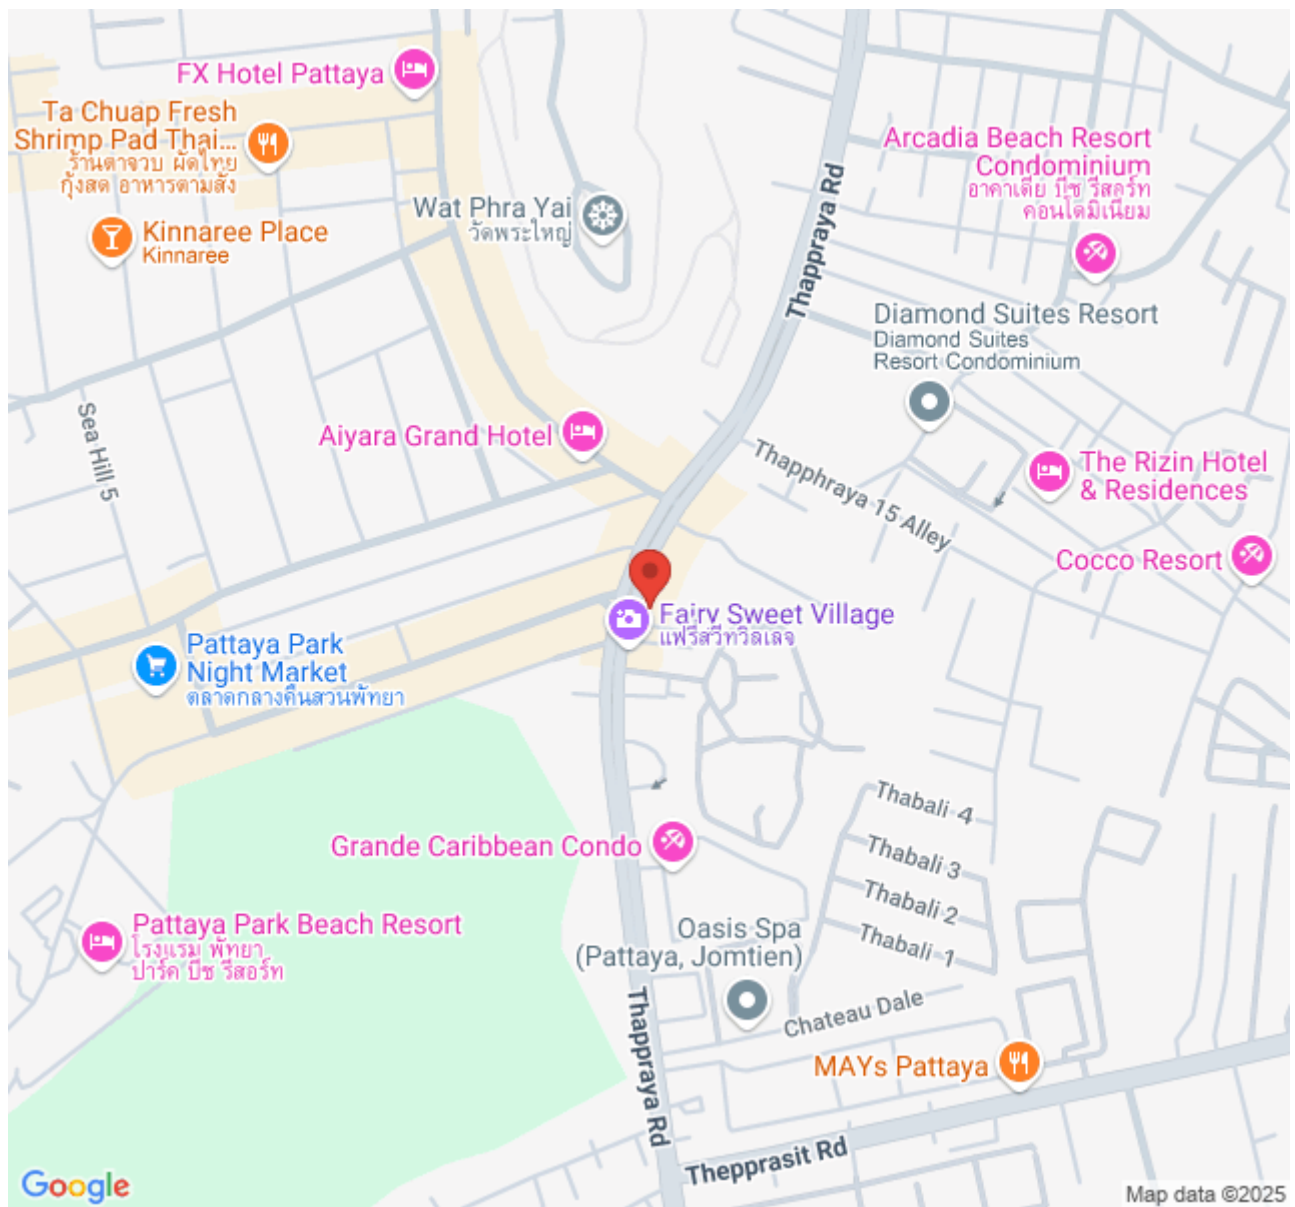 FX Hotel Pattaya
Ta Chuap Fresh
Shrimp Pad Thai...
ร้านตาจวบ ผัดไทย
กุ้งสด อาหารตามสั่ง
Kinnaree Place
Kinnaree
Wat Phra Yai
วัดพระใหญ่
Thappraya Rd
Arcadia Beach Resort
Condominium
อาคาเดีย บีช รีสอร์ท
คอนโดมิเนียม
Diamond Suites Resort
Diamond Suites
Resort Condominium
Sea Hill 5
Aiyara Grand Hotel
Thapphraya 15 Alley
The Rizin Hotel
& Residences
Cocco Resort
Fairy Sweet Village
แฟรี่สวีทวิลเลจ
Pattaya Park
Night Market
ตลาดกลางคืนสวนพัทยา
Thabali 4
Thabali 3
Thabali 2
Thabali 1
Grande Caribbean Condo
Pattaya Park Beach Resort
โรงแรม พัทยา
ปาร์ค บีช รีสอร์ท
Oasis Spa
(Pattaya, Jomtien)
Chateau Dale
Thappraya Rd
MAYs Pattaya
Thepprasit Rd
Google
Map data ©2025